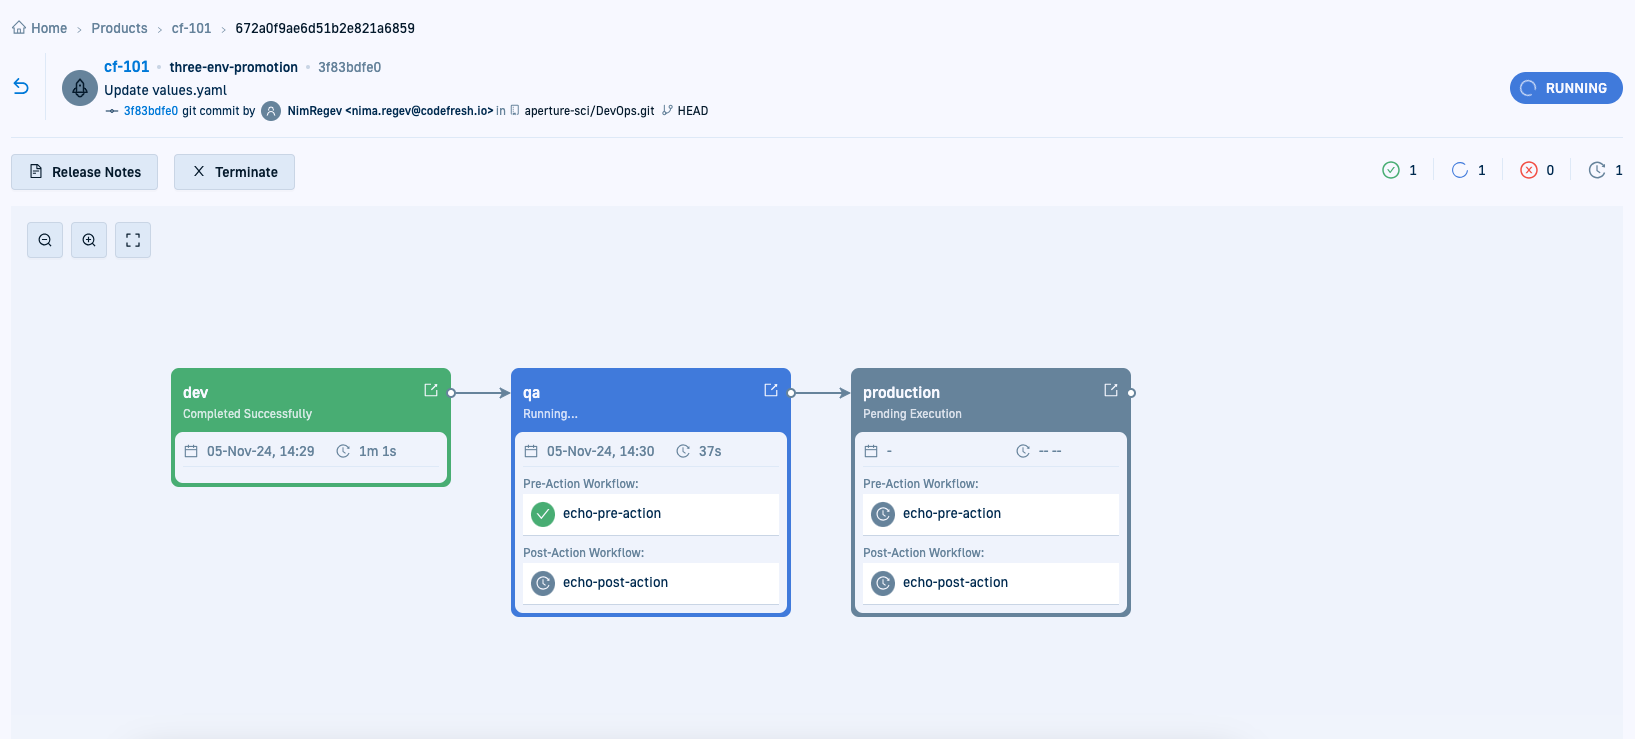 Home > Products > cf-101 > 672a0f9ae6d51b2e821a6859
cf-101 • three-env-promotion • 3f83bdfe0
Update values.yaml
3f83bdfe0 git commit by NimRegev <nima.regev@codefresh.io> in aperture-sci/DevOps.git HEAD
RUNNING
Release Notes
Terminate
1
1
0
1
dev
Completed Successfully
05-Nov-24, 14:29 1m 1s
qa
Running...
05-Nov-24, 14:30 37s
Pre-Action Workflow:
echo-pre-action
Post-Action Workflow:
echo-post-action
production
Pending Execution
- -- --
Pre-Action Workflow:
echo-pre-action
Post-Action Workflow:
echo-post-action